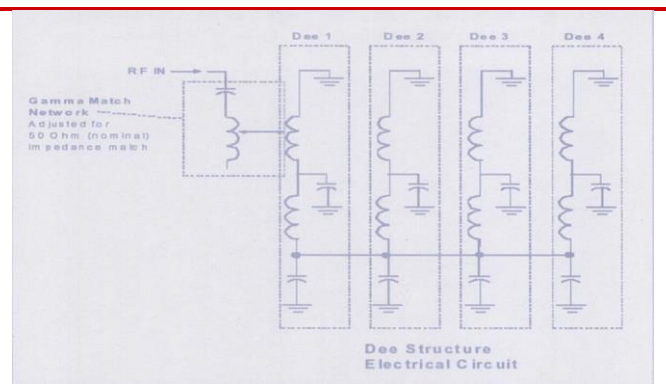 Dee 1 Dee 2 Dee 3 Dee 4
RF IN
Gamma Match
Network
Adjusted for
50 Ohm (nominal)
impedance match
Dee Structure
Electrical Circuit